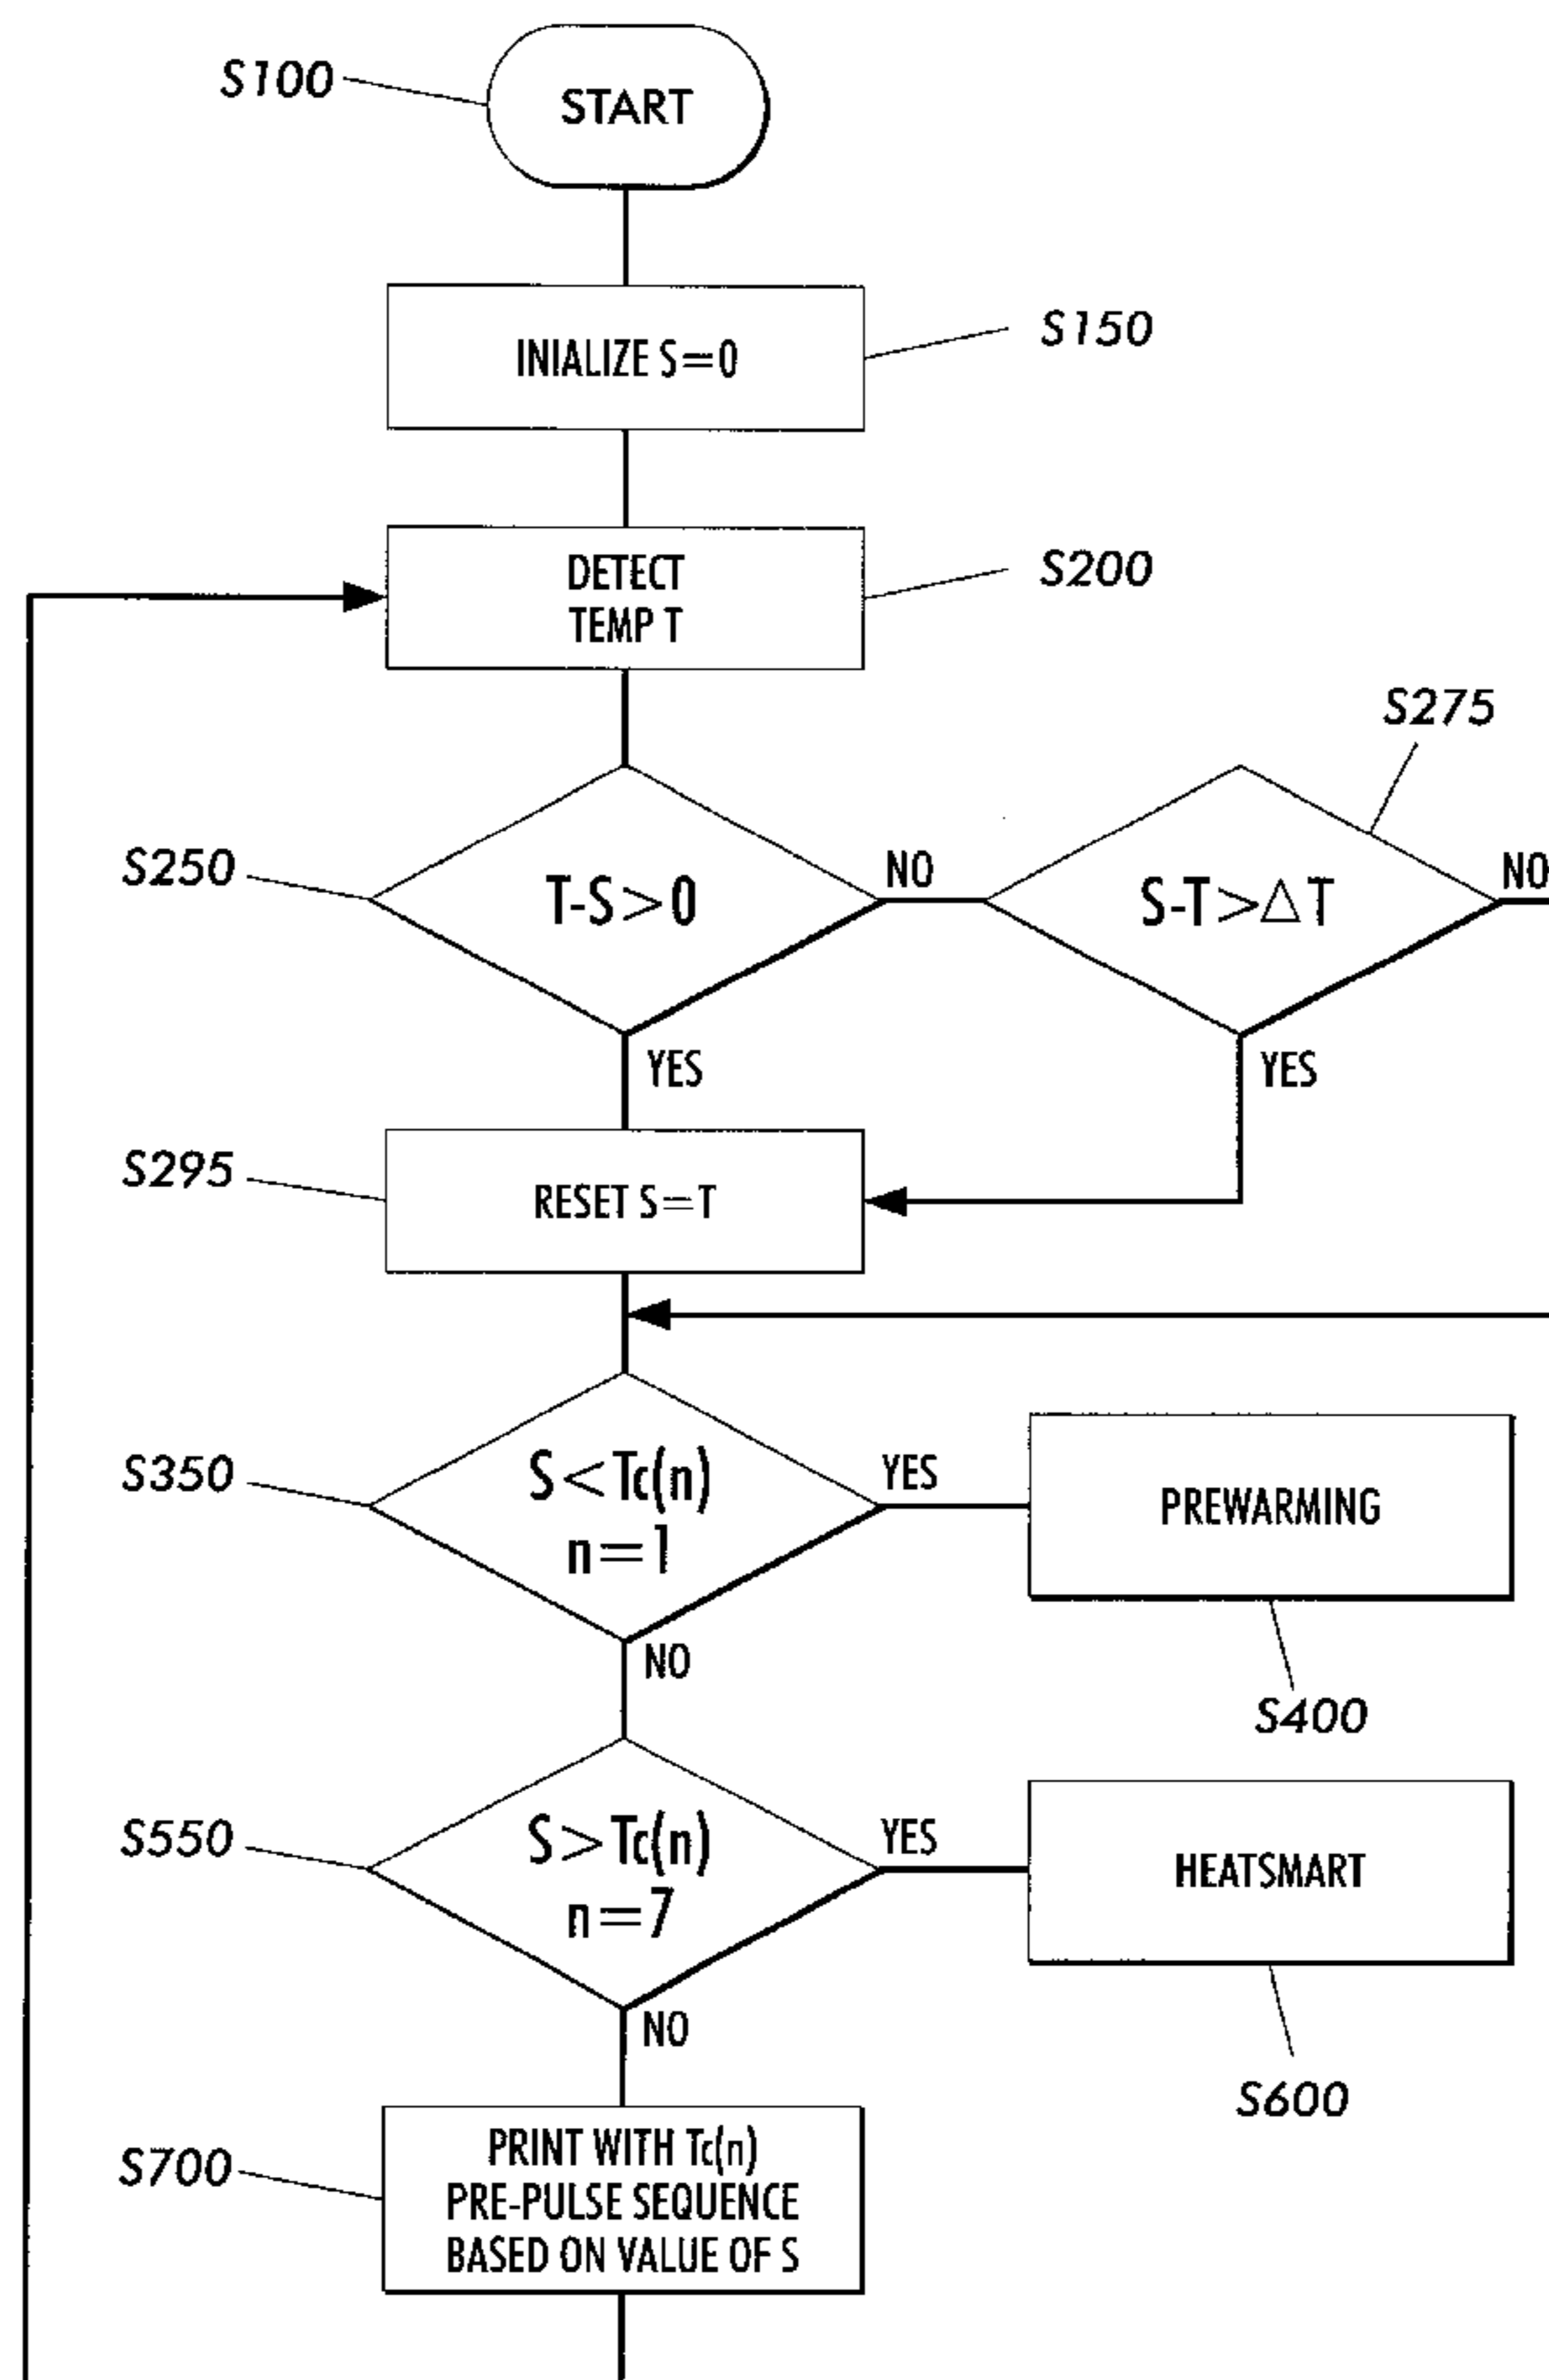 S100
START
INIALIZE S=0
S150
DETECT
TEMP T
S200
S275
S250
T-S>0
NO
S-T>△T
NO
YES
YES
S295
RESET S=T
S350
S<Tc(n)
n=1
YES
PREWARMING
NO
S400
S550
S>Tc(n)
n=7
YES
HEATSMART
NO
S600
S700
PRINT WITH Tc(n)
PRE-PULSE SEQUENCE
BASED ON VALUE OF S